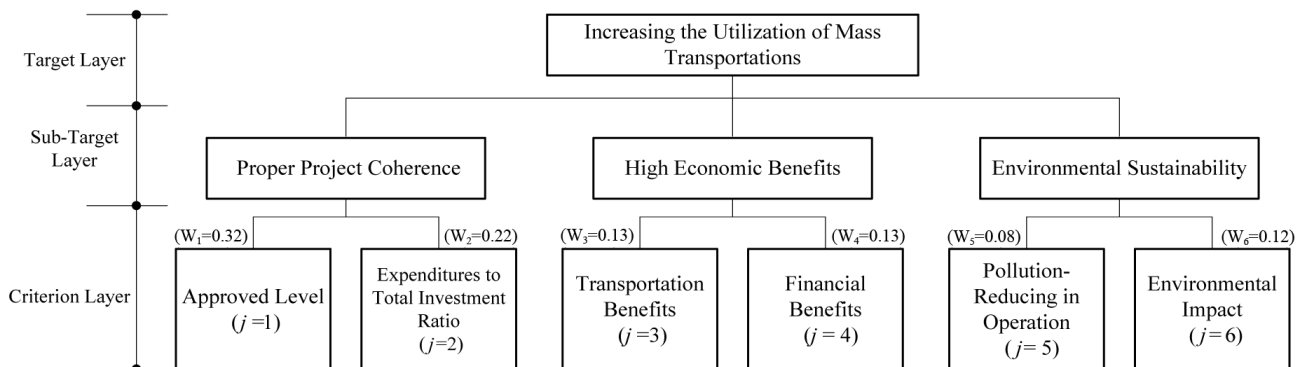 Increasing the Utilization of Mass
Transportations
Target Layer
Sub-Target
Layer
Proper Project Coherence
High Economic Benefits
Environmental Sustainability
(W₁=0.32)
(W₂=0.22)
(W₃=0.13)
(W₄=0.13)
(W₅=0.08)
(W₆=0.12)
Criterion Layer
Approved Level
(j =1)
Expenditures to
Total Investment
Ratio
(j=2)
Transportation
Benefits
(j =3)
Financial
Benefits
(j = 4)
Pollution-
Reducing in
Operation
(j= 5)
Environmental
Impact
(j =6)